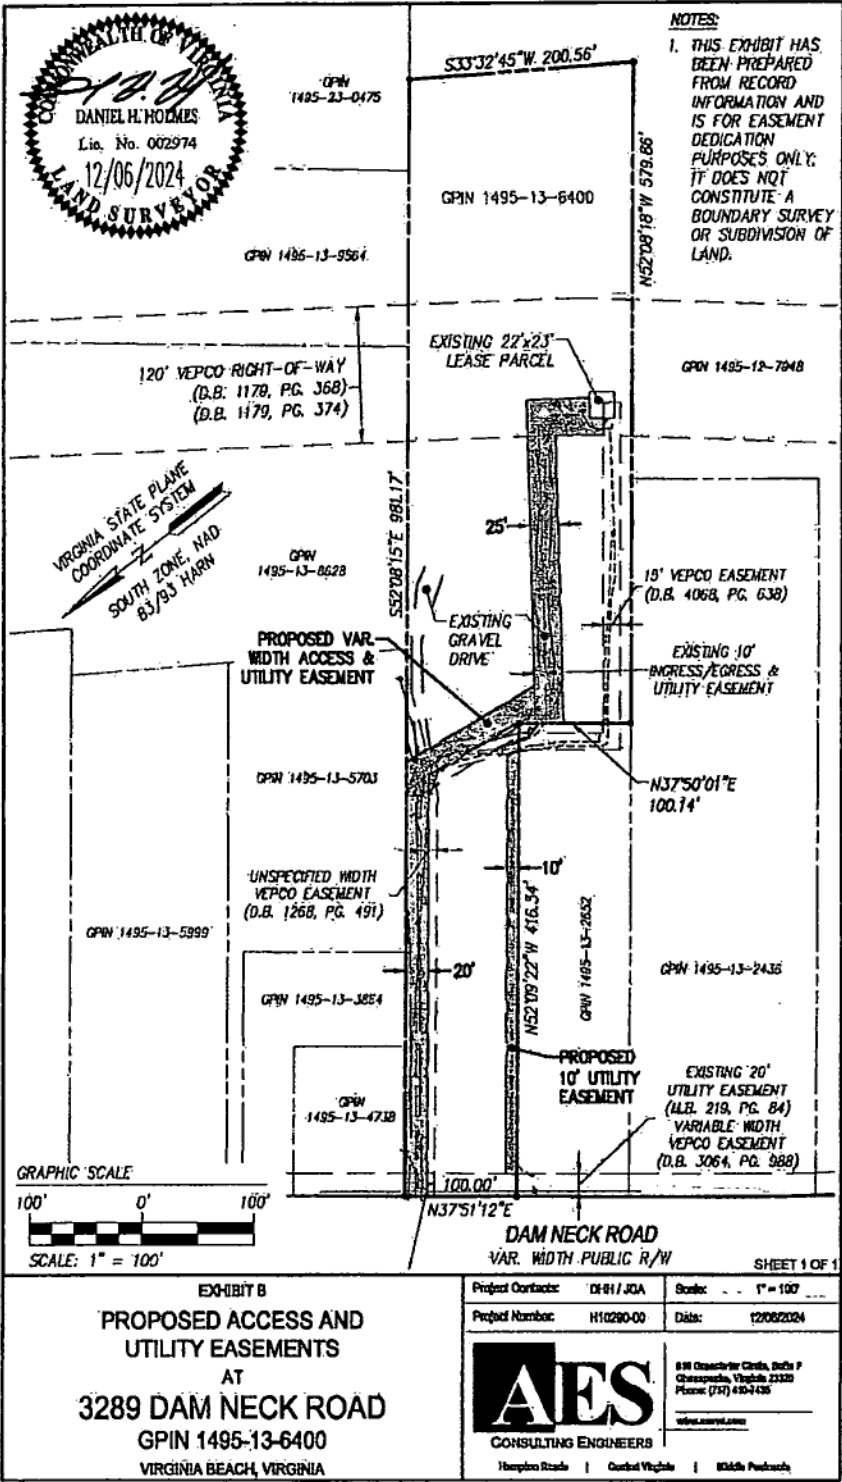 COMMONWEALTH OF VIRGINIA
DANIEL H. HOLMES
Lic. No. 002974
12/06/2024
LAND SURVEYOR
GPIN
1495-23-0475
S33°32'45"W 200.56'
NOTES:
1. THIS EXHIBIT HAS
BEEN PREPARED
FROM RECORD
INFORMATION AND
IS FOR EASEMENT
DEDICATION
PURPOSES ONLY;
IT DOES NOT
CONSTITUTE A
BOUNDARY SURVEY
OR SUBDIVISION OF
LAND.
GPIN 1495-13-6400
N52°08'18"W 579.86'
GPIN 1495-13-9564
EXISTING 22'x23'
LEASE PARCEL
120' VEPCO RIGHT-OF-WAY
(D.B. 1179, PG. 368)
(D.B. 1179, PG. 374)
GPIN 1495-12-7948
VIRGINIA STATE PLANE
COORDINATE SYSTEM
N
SOUTH ZONE, NAD
83/93 HARN
S52°08'15"E 981.17'
25'
GPIN
1495-13-8628
15' VEPCO EASEMENT
(D.B. 4068, PG. 638)
EXISTING
GRAVEL
DRIVE
PROPOSED VAR.
WIDTH ACCESS &
UTILITY EASEMENT
EXISTING 10'
INGRESS/EGRESS &
UTILITY EASEMENT
GPIN 1495-13-5703
N37°50'01"E
100.14'
UNSPECIFIED WIDTH
VEPCO EASEMENT
(D.B. 1268, PG. 491)
10'
GPIN 1495-13-5999
N52°09'22"W 416.54'
GPIN 1495-13-2652
GPIN 1495-13-2436
20'
GPIN 1495-13-3854
PROPOSED
10' UTILITY
EASEMENT
EXISTING 20'
UTILITY EASEMENT
(M.B. 219, PG. 84)
VARIABLE WIDTH
VEPCO EASEMENT
(D.B. 3064, PG. 988)
GPIN
1495-13-4738
GRAPHIC SCALE
100' 0' 100'
SCALE: 1" = 100'
100.00'
N37°51'12"E
DAM NECK ROAD
VAR. WIDTH PUBLIC R/W
SHEET 1 OF 1
EXHIBIT B
PROPOSED ACCESS AND
UTILITY EASEMENTS
AT
3289 DAM NECK ROAD
GPIN 1495-13-6400
VIRGINIA BEACH, VIRGINIA
Project Contacts: DHH / JOA
Scale: 1" = 100'
Project Number: H10290-00
Date: 12/06/2024
AES
CONSULTING ENGINEERS
Chesapeake, Virginia 23320
Hampton Roads | Central Virginia | Middle Peninsula